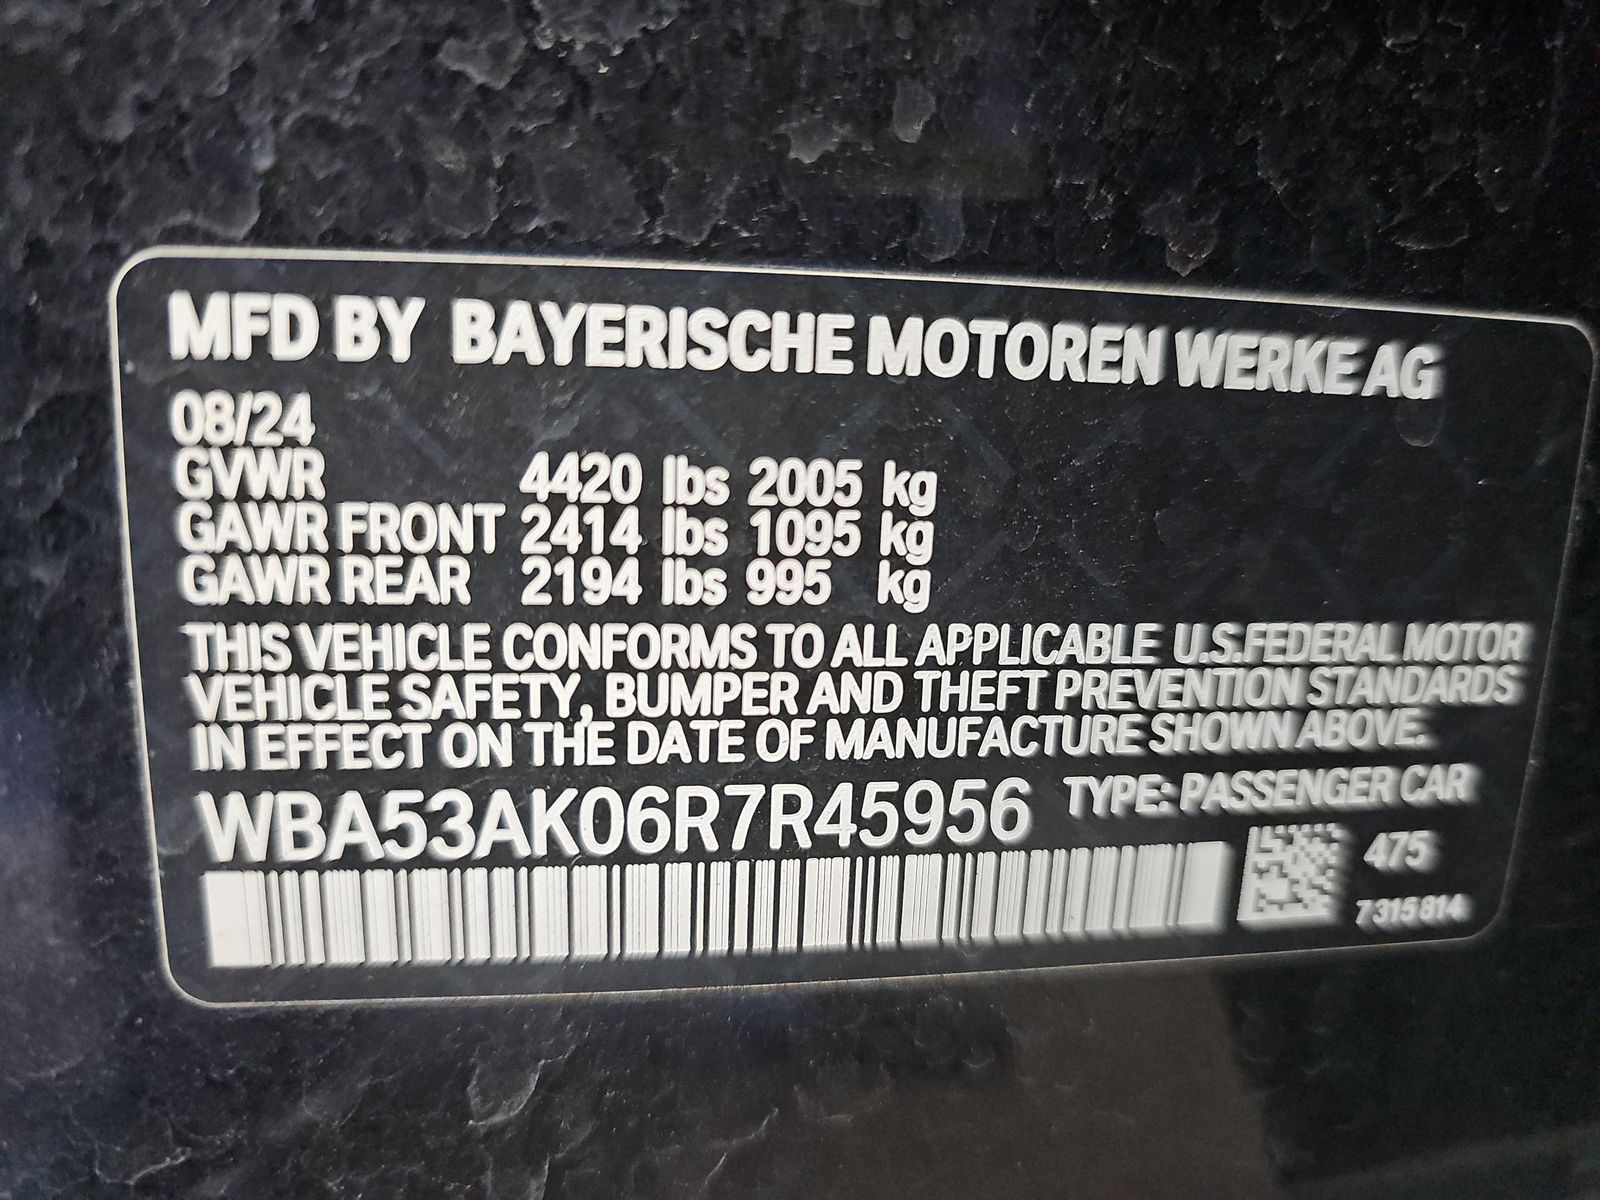 MFD BY BAYERISCHE MOTOREN WERKE AG
08/24
GVWR 4420 lbs 2005 kg
GAWR FRONT 2414 lbs 1095 kg
GAWR REAR 2194 lbs 995 kg
THIS VEHICLE CONFORMS TO ALL APPLICABLE U.S.FEDERAL MOTOR
VEHICLE SAFETY, BUMPER AND THEFT PREVENTION STANDARDS
IN EFFECT ON THE DATE OF MANUFACTURE SHOWN ABOVE.
WBA53AK06R7R45956 TYPE: PASSENGER CAR
475
7315814